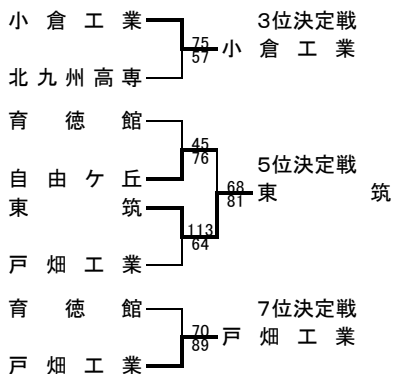 小倉工業
3位決定戦
75
57
小倉工業
北九州高専
育徳館
45
76
自由ケ丘
5位決定戦
68
81
東筑
東筑
113
64
戸畑工業
育徳館
7位決定戦
70
89
戸畑工業
戸畑工業